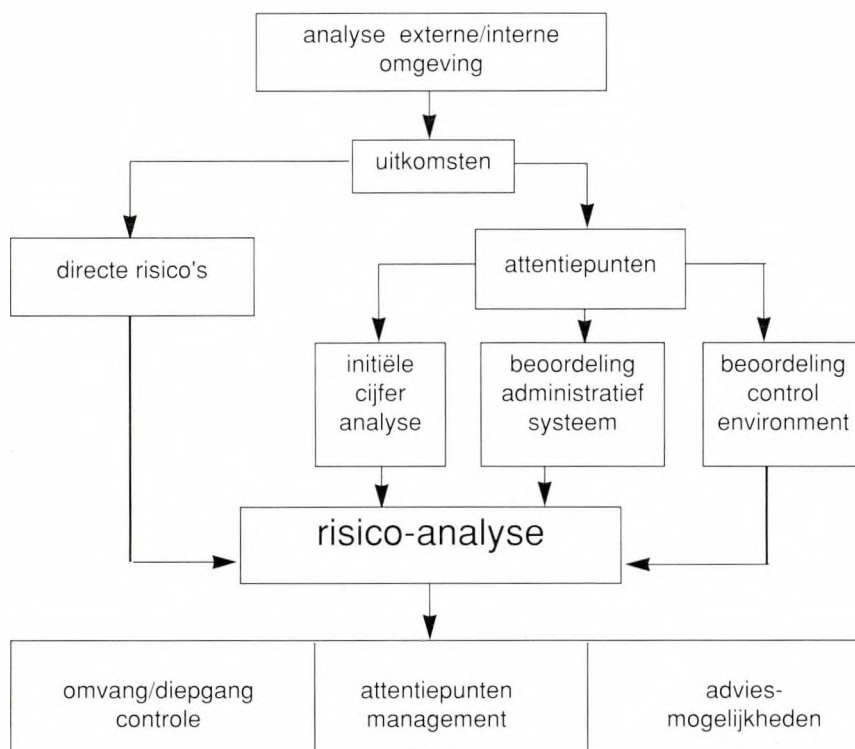 analyse externe/interne
omgeving
uitkomsten
directe risico's
attentiepunten
initiële
cijfer
analyse
beoordeling
administratief
systeem
beoordeling
control
environment
risico-analyse
omvang/diepgang
controle
attentiepunten
management
advies-
mogelijkheden